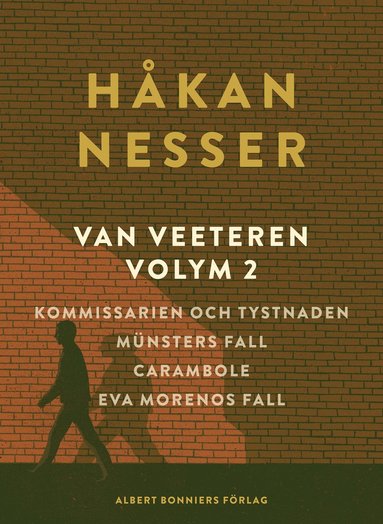 HÅKAN
NESSER
VAN VEETEREN
VOLYM 2
KOMMISSARIEN OCH TYSTNADEN
MÜNSTERS FALL
CARAMBOLE
EVA MORENOS FALL
ALBERT BONNIERS FÖRLAG